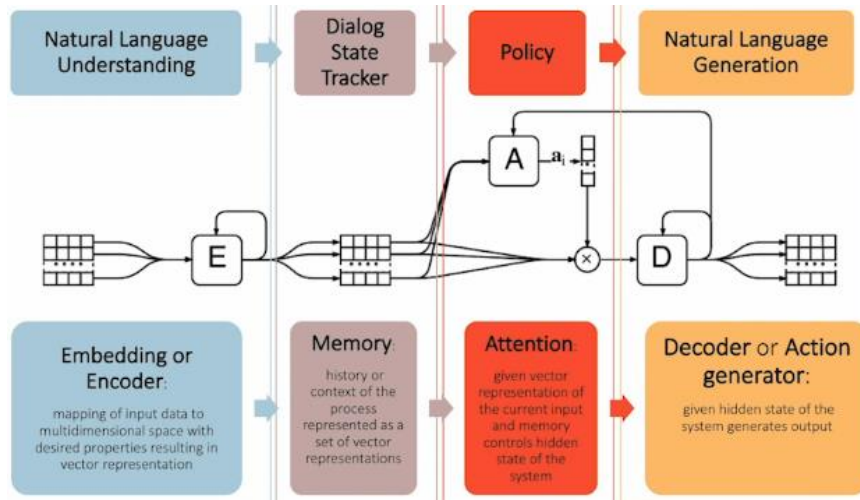 Natural Language
Understanding
Dialog
State
Tracker
Policy
Natural Language
Generation
A
aᵢ
E
×
D
Embedding or
Encoder:
mapping of input data to
multidimensional space with
desired properties resulting in
vector representation
Memory:
history or
context of the
process
represented as a
set of vector
representations
Attention:
given vector
representation of
the current input
and memory
controls hidden
state of the
system
Decoder or Action
generator:
given hidden state of the
system generates output